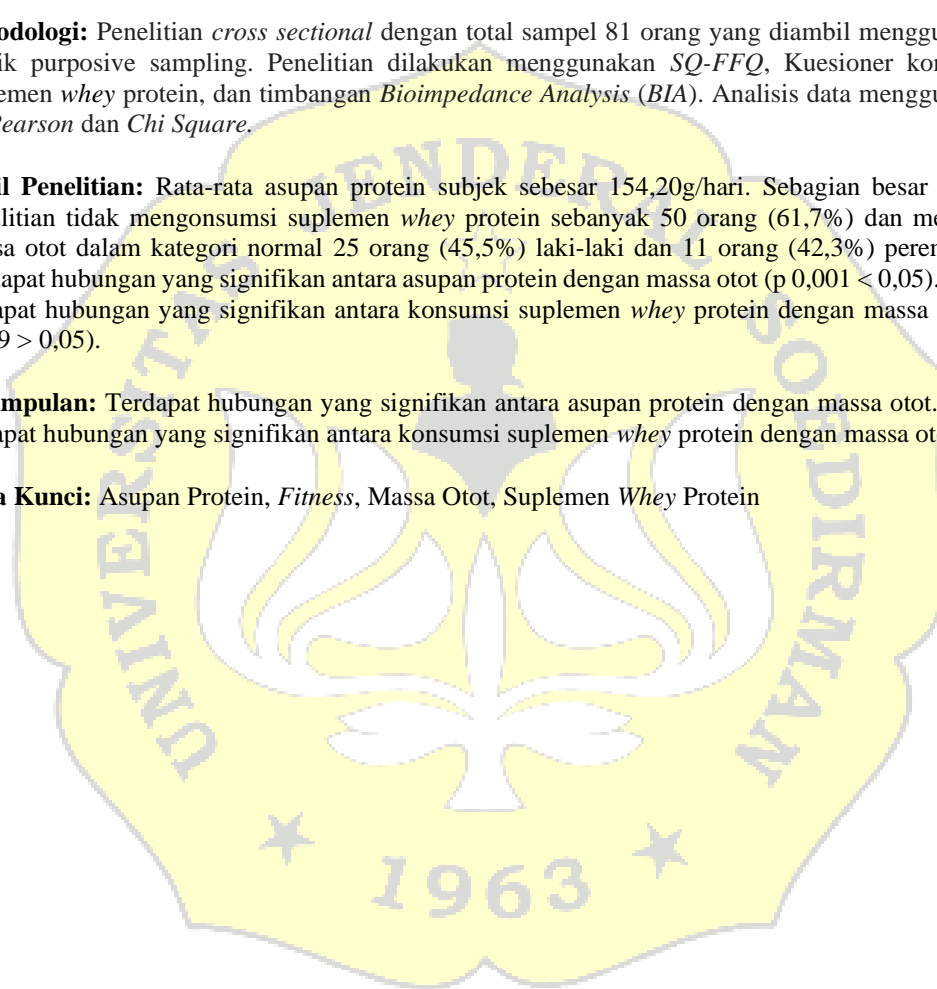 odologi: Penelitian cross sectional dengan total sampel 81 orang yang diambil menggu
ik purposive sampling. Penelitian dilakukan menggunakan SQ-FFQ, Kuesioner kon
emen whey protein, dan timbangan Bioimpedance Analysis (BIA). Analisis data menggu
Pearson dan Chi Square.
il Penelitian: Rata-rata asupan protein subjek sebesar 154,20g/hari. Sebagian besar
elitian tidak mengonsumsi suplemen whey protein sebanyak 50 orang (61,7%) dan me
sa otot dalam kategori normal 25 orang (45,5%) laki-laki dan 11 orang (42,3%) perem
dapat hubungan yang signifikan antara asupan protein dengan massa otot (p 0,001 < 0,05).
apat hubungan yang signifikan antara konsumsi suplemen whey protein dengan massa
9 > 0,05).
mpulan: Terdapat hubungan yang signifikan antara asupan protein dengan massa otot.
apat hubungan yang signifikan antara konsumsi suplemen whey protein dengan massa ot
a Kunci: Asupan Protein, Fitness, Massa Otot, Suplemen Whey Protein
UNIVERSITAS JENDERAL SOEDIRMAN
1963